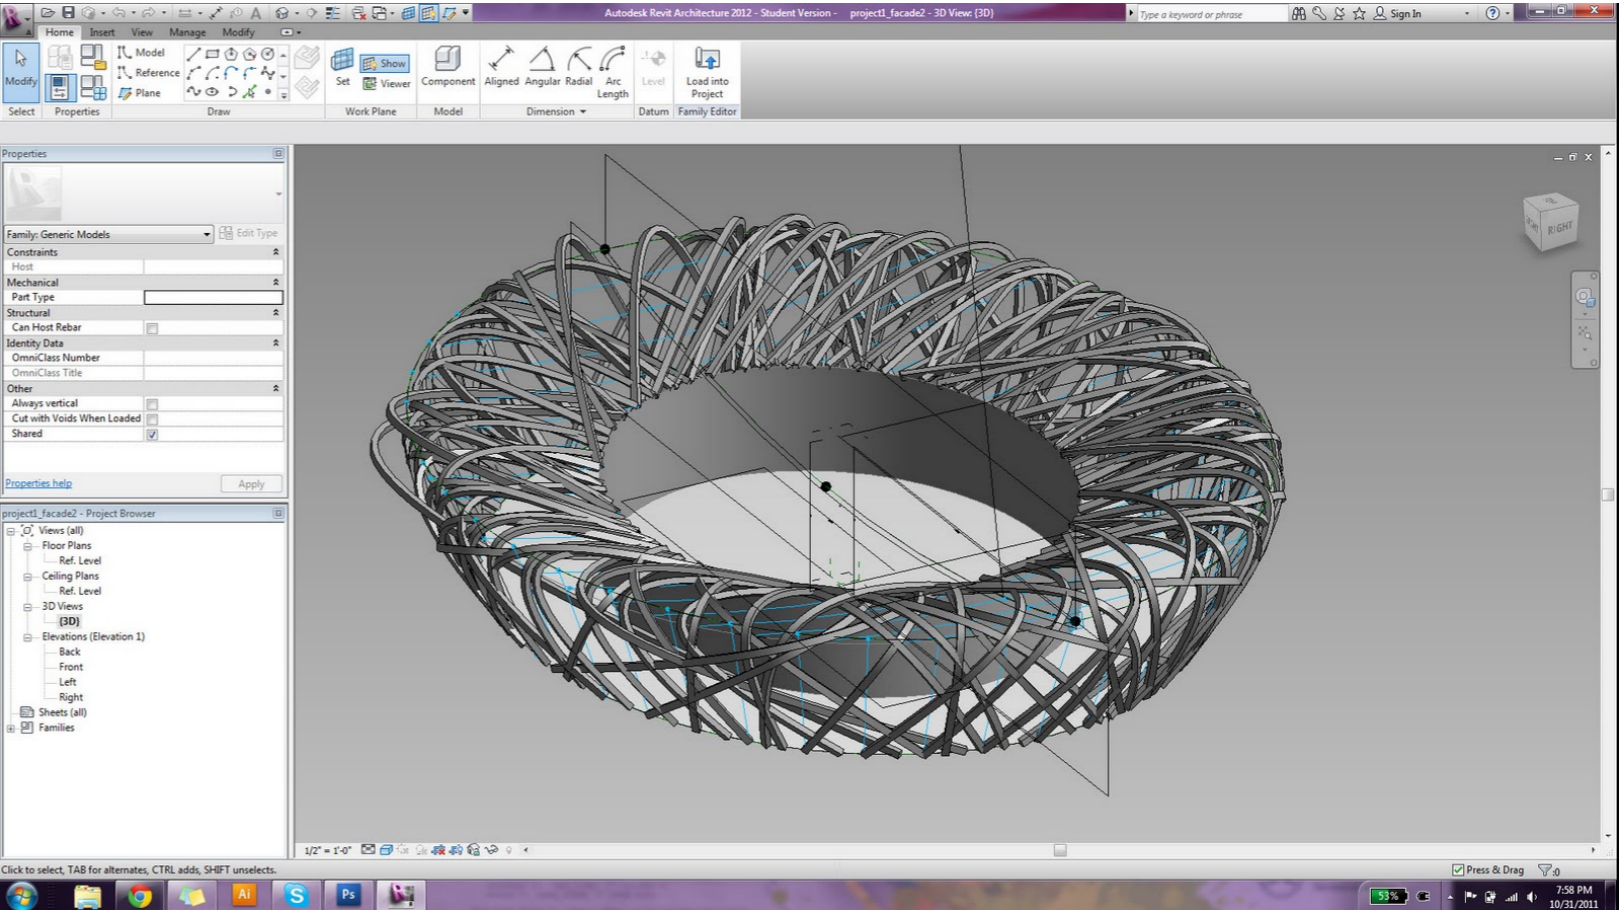 Autodesk Revit Architecture 2012 - Student Version - project1_facade2 - 3D View: {3D}
Type a keyword or phrase
Sign In
Home Insert View Manage Modify
Modify
Model
Reference
Plane
Set
Show
Viewer
Component
Aligned Angular Radial Arc Length
Level
Load into Project
Select Properties Draw Work Plane Model Dimension Datum Family Editor
Properties
Family: Generic Models Edit Type
Constraints
Host
Mechanical
Part Type
Structural
Can Host Rebar
Identity Data
OmniClass Number
OmniClass Title
Other
Always vertical
Cut with Voids When Loaded
Shared
Properties help Apply
project1_facade2 - Project Browser
Views (all)
Floor Plans
Ref. Level
Ceiling Plans
Ref. Level
3D Views
{3D}
Elevations (Elevation 1)
Back
Front
Left
Right
Sheets (all)
Families
RIGHT
1/2" = 1'-0"
Click to select, TAB for alternates, CTRL adds, SHIFT unselects.
Press & Drag
:0
Ai
S
Ps
53%
7:58 PM
10/31/2011